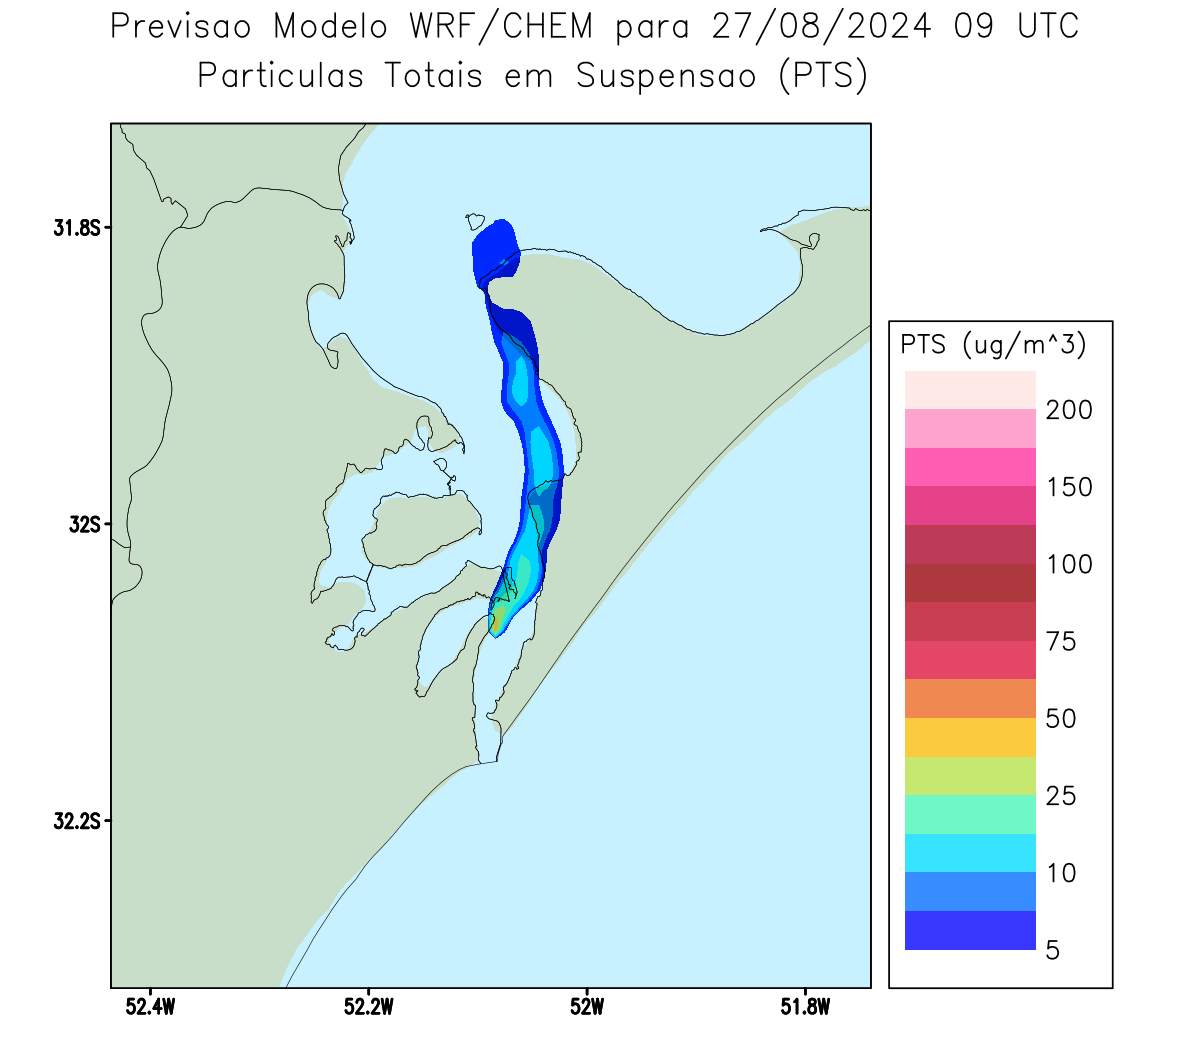 Previsao Modelo WRF/CHEM para 27/08/2024 09 UTC
Particulas Totais em Suspensao (PTS)
31.8S
32S
32.2S
52.4W
52.2W
52W
51.8W
PTS (ug/m^3)
200
150
100
75
50
25
10
5